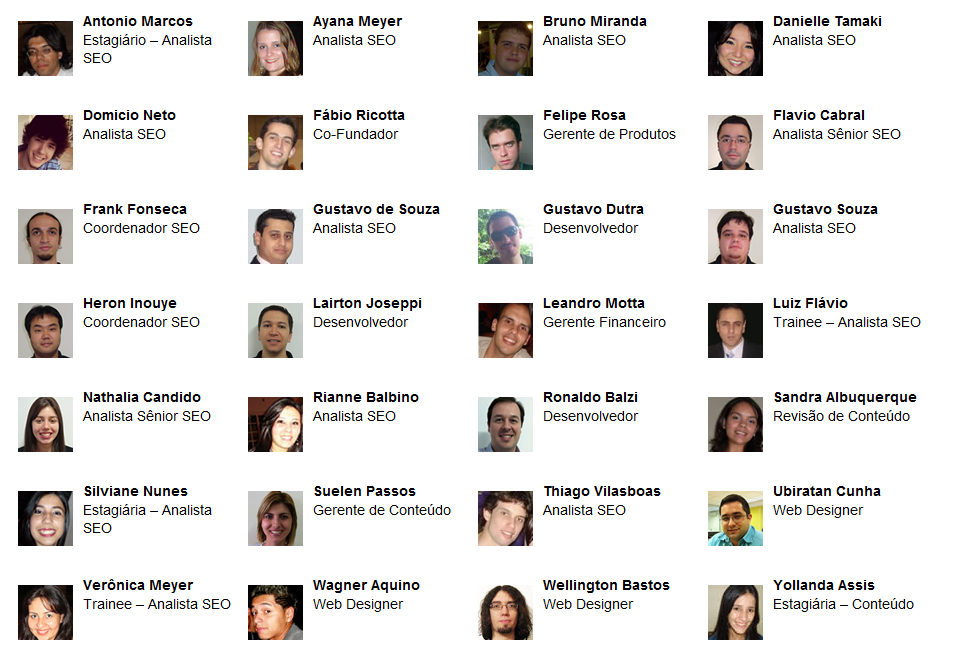 Antonio Marcos
Estagiário – Analista
SEO
Ayana Meyer
Analista SEO
Bruno Miranda
Analista SEO
Danielle Tamaki
Analista SEO
Domicio Neto
Analista SEO
Fábio Ricotta
Co-Fundador
Felipe Rosa
Gerente de Produtos
Flavio Cabral
Analista Sênior SEO
Frank Fonseca
Coordenador SEO
Gustavo de Souza
Analista SEO
Gustavo Dutra
Desenvolvedor
Gustavo Souza
Analista SEO
Heron Inouye
Coordenador SEO
Lairton Joseppi
Desenvolvedor
Leandro Motta
Gerente Financeiro
Luiz Flávio
Trainee – Analista SEO
Nathalia Candido
Analista Sênior SEO
Rianne Balbino
Analista SEO
Ronaldo Balzi
Desenvolvedor
Sandra Albuquerque
Revisão de Conteúdo
Silviane Nunes
Estagiária – Analista
SEO
Suelen Passos
Gerente de Conteúdo
Thiago Vilasboas
Analista SEO
Ubiratan Cunha
Web Designer
Verônica Meyer
Trainee – Analista SEO
Wagner Aquino
Web Designer
Wellington Bastos
Web Designer
Yollanda Assis
Estagiária – Conteúdo